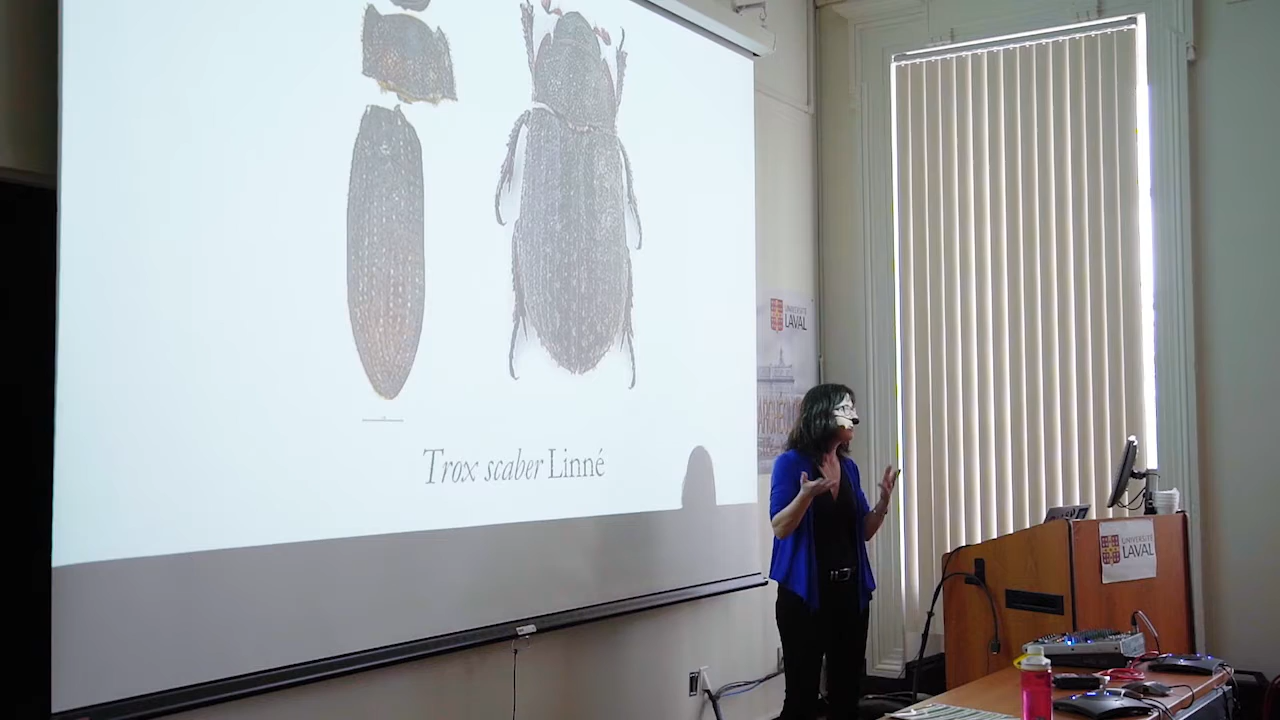 Trox scaber Linné
UNIVERSITÉ
LAVAL
UNIVERSITÉ
LAVAL